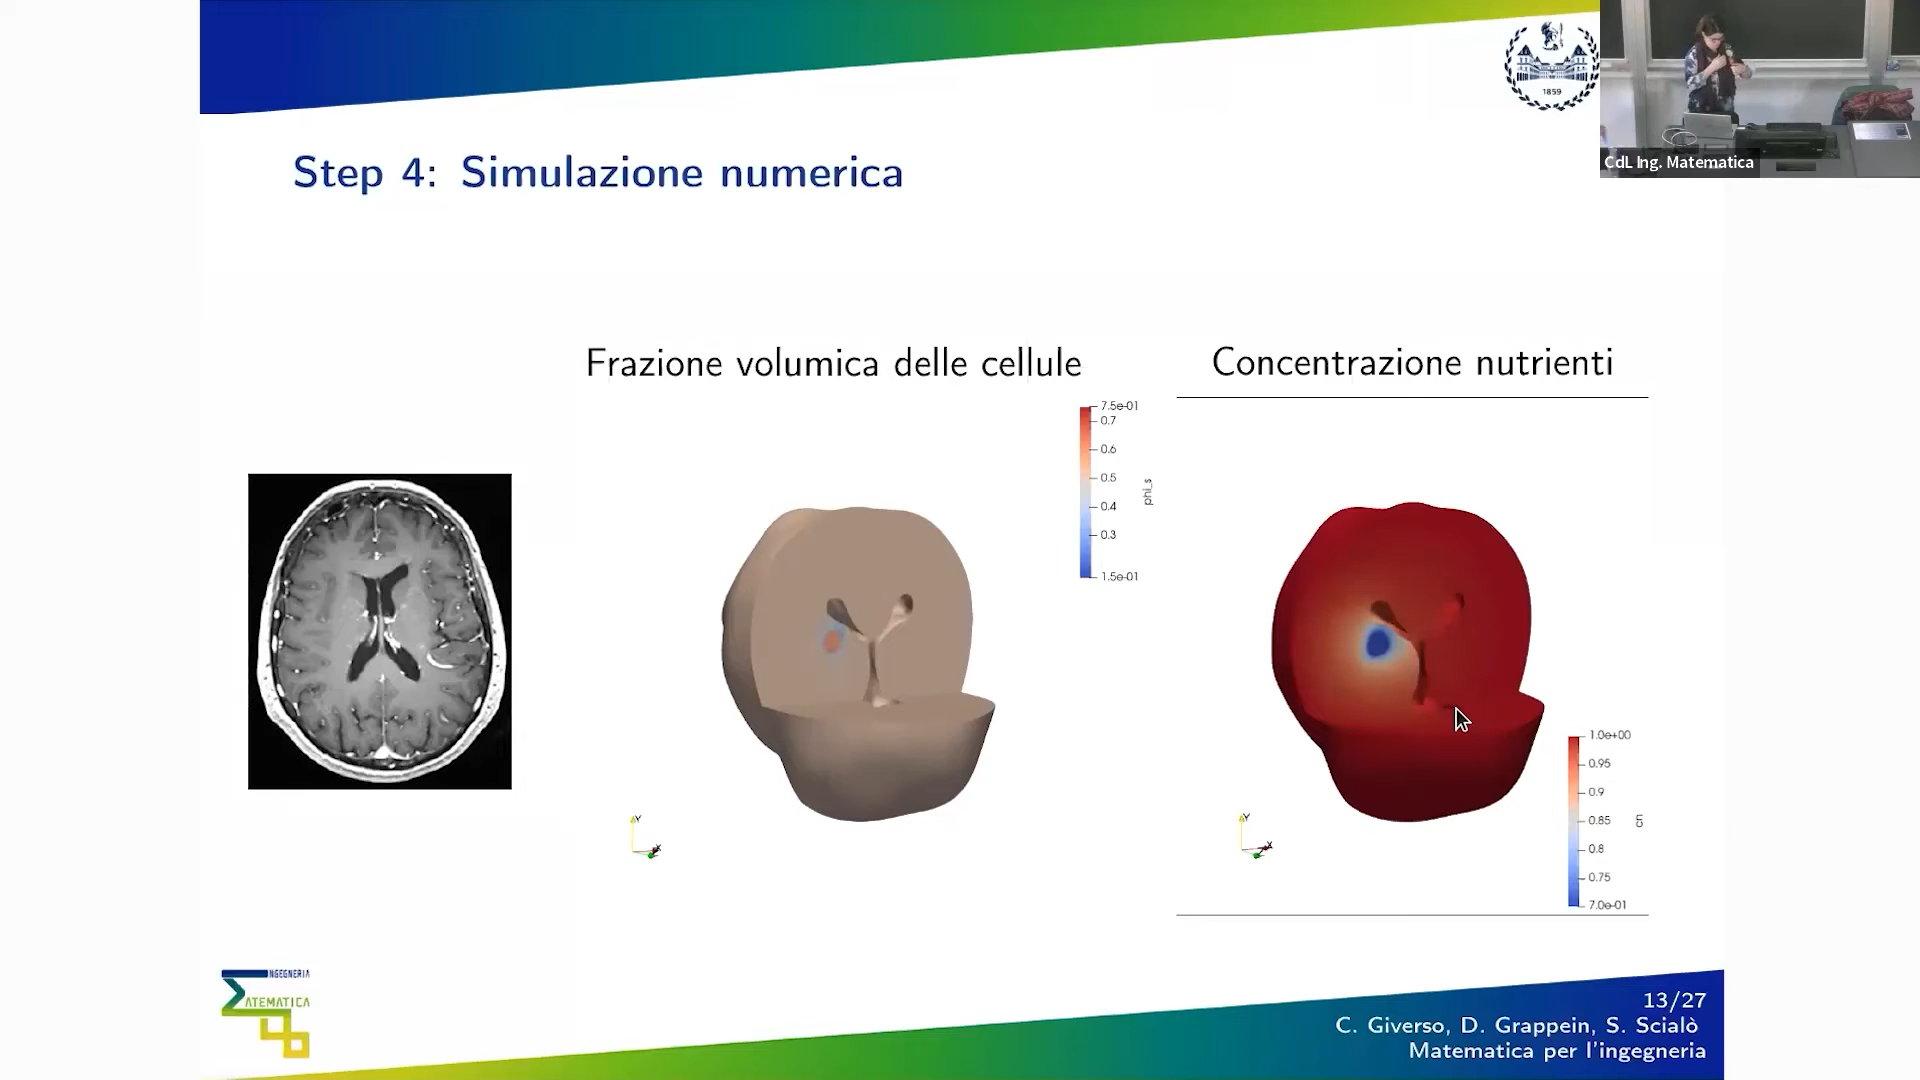 1859
CdL Ing. Matematica
Step 4: Simulazione numerica
Frazione volumica delle cellule
Concentrazione nutrienti
7.5e-01
0.7
0.6
0.5
0.4
0.3
1.5e-01
phi_s
1.0e+00
0.95
0.9
0.85
0.8
0.75
7.0e-01
cn
Y
X
Y
X
INGEGNERIA
MATEMATICA
13/27
C. Giverso, D. Grappein, S. Scialò
Matematica per l'ingegneria